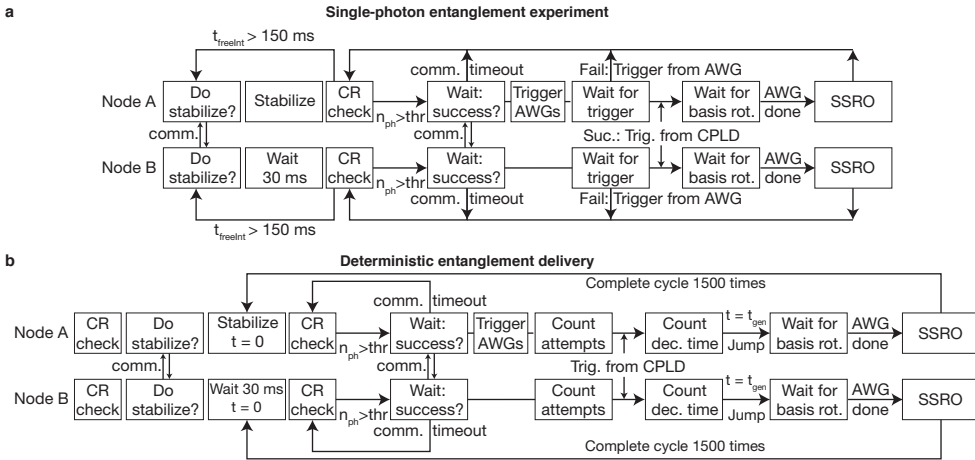 a
Single-photon entanglement experiment
t_freeInt > 150 ms
comm. timeout
Fail: Trigger from AWG
Node A
Do stabilize?
Stabilize
CR check
n_ph>thr
Wait: success?
Trigger AWGs
Wait for trigger
Wait for basis rot.
AWG done
SSRO
comm.
comm.
Suc.: Trig. from CPLD
Node B
Do stabilize?
Wait 30 ms
CR check
n_ph>thr
Wait: success?
Wait for trigger
Wait for basis rot.
AWG done
SSRO
comm. timeout
Fail: Trigger from AWG
t_freeInt > 150 ms
b
Deterministic entanglement delivery
Complete cycle 1500 times
comm. timeout
Node A
CR check
Do stabilize?
Stabilize t = 0
CR check
n_ph>thr
Wait: success?
Trigger AWGs
Count attempts
Count dec. time
t = t_gen
Jump
Wait for basis rot.
AWG done
SSRO
comm.
comm.
Trig. from CPLD
Node B
CR check
Do stabilize?
Wait 30 ms t = 0
CR check
n_ph>thr
Wait: success?
Count attempts
Count dec. time
t = t_gen
Jump
Wait for basis rot.
AWG done
SSRO
comm. timeout
Complete cycle 1500 times